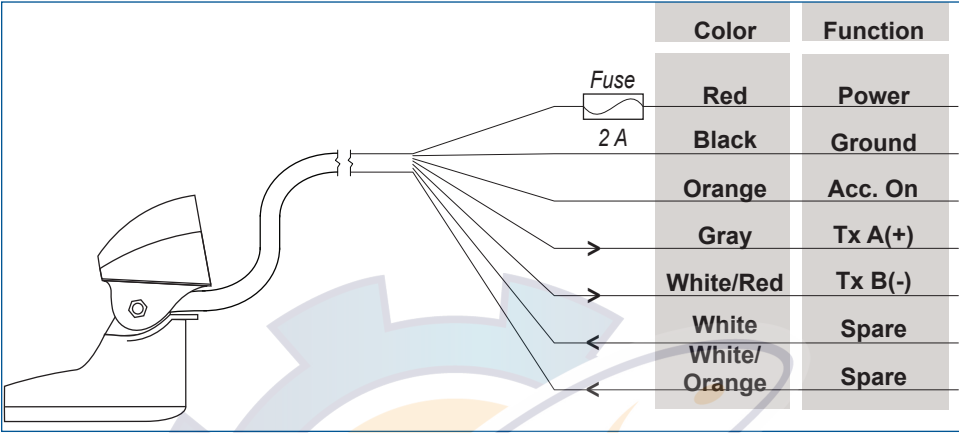 Color Function
Fuse
Red Power
2 A Black Ground
Orange Acc. On
Gray Tx A(+)
White/Red Tx B(-)
White Spare
White/
Orange Spare